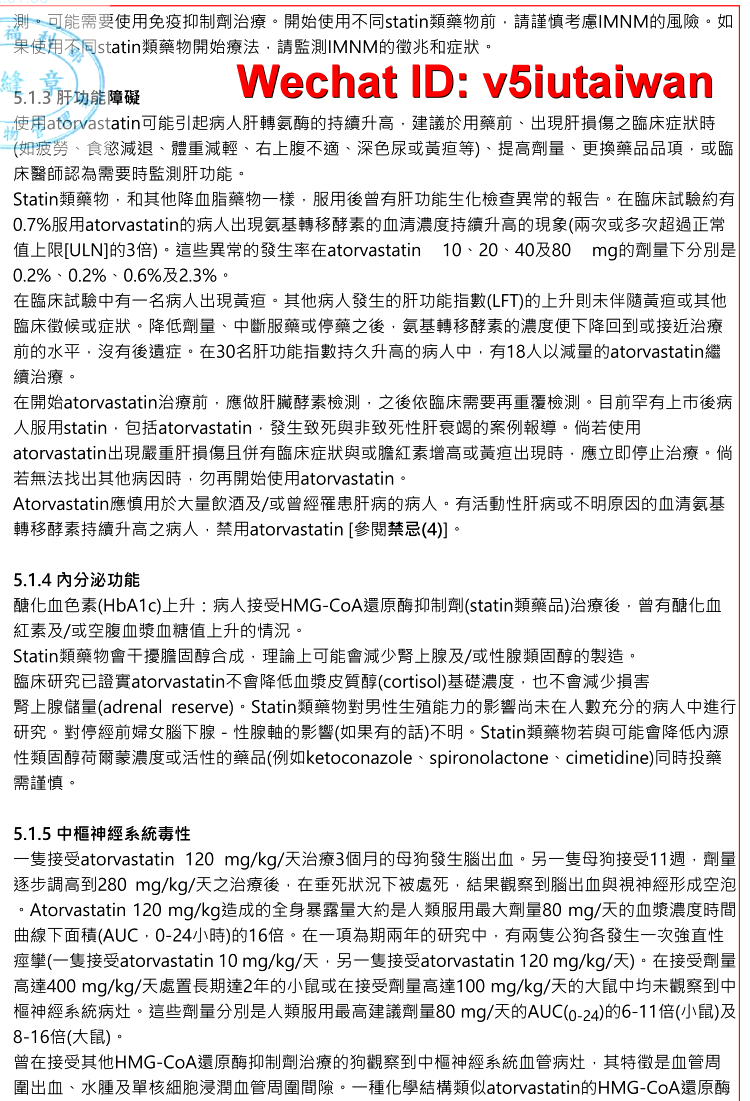 測。可能需要使用免疫抑制劑治療。開始使用不同statin類藥物前，請謹慎考慮IMNM的風險。如
果使用不同statin類藥物開始療法，請監測IMNM的徵兆和症狀。
Wechat ID: v5iutaiwan
5.1.3 肝功能障礙
使用atorvastatin可能引起病人肝轉氨酶的持續升高，建議於用藥前、出現肝損傷之臨床症狀時
(如疲勞、食慾減退、體重減輕、右上腹不適、深色尿或黃疸等)、提高劑量、更換藥品品項，或臨
床醫師認為需要時監測肝功能。
Statin類藥物，和其他降血脂藥物一樣，服用後曾有肝功能生化檢查異常的報告。在臨床試驗約有
0.7%服用atorvastatin的病人出現氨基轉移酵素的血清濃度持續升高的現象(兩次或多次超過正常
值上限[ULN]的3倍)。這些異常的發生率在atorvastatin 10、20、40及80 mg的劑量下分別是
0.2%、0.2%、0.6%及2.3%。
在臨床試驗中有一名病人出現黃疸。其他病人發生的肝功能指數(LFT)的上升則未伴隨黃疸或其他
臨床徵候或症狀。降低劑量、中斷服藥或停藥之後，氨基轉移酵素的濃度便下降回到或接近治療
前的水平，沒有後遺症。在30名肝功能指數持久升高的病人中，有18人以減量的atorvastatin繼
續治療。
在開始atorvastatin治療前，應做肝臟酵素檢測，之後依臨床需要再重覆檢測。目前罕有上市後病
人服用statin，包括atorvastatin，發生致死與非致死性肝衰竭的案例報導。倘若使用
atorvastatin出現嚴重肝損傷且併有臨床症狀與或膽紅素增高或黃疸出現時，應立即停止治療。倘
若無法找出其他病因時，勿再開始使用atorvastatin。
Atorvastatin應慎用於大量飲酒及/或曾經罹患肝病的病人。有活動性肝病或不明原因的血清氨基
轉移酵素持續升高之病人，禁用atorvastatin [參閱禁忌(4)]。
5.1.4 內分泌功能
醣化血色素(HbA1c)上升：病人接受HMG-CoA還原酶抑制劑(statin類藥品)治療後，曾有醣化血
紅素及/或空腹血漿血糖值上升的情況。
Statin類藥物會干擾膽固醇合成，理論上可能會減少腎上腺及/或性腺類固醇的製造。
臨床研究已證實atorvastatin不會降低血漿皮質醇(cortisol)基礎濃度，也不會減少損害
腎上腺儲量(adrenal reserve)。Statin類藥物對男性生殖能力的影響尚未在人數充分的病人中進行
研究。對停經前婦女腦下腺－性腺軸的影響(如果有的話)不明。Statin類藥物若與可能會降低內源
性類固醇荷爾蒙濃度或活性的藥品(例如ketoconazole、spironolactone、cimetidine)同時投藥
需謹慎。
5.1.5 中樞神經系統毒性
一隻接受atorvastatin 120 mg/kg/天治療3個月的母狗發生腦出血。另一隻母狗接受11週，劑量
逐步調高到280 mg/kg/天之治療後，在垂死狀況下被處死，結果觀察到腦出血與視神經形成空泡
。Atorvastatin 120 mg/kg造成的全身暴露量大約是人類服用最大劑量80 mg/天的血漿濃度時間
曲線下面積(AUC，0-24小時)的16倍。在一項為期兩年的研究中，有兩隻公狗各發生一次強直性
痙攣(一隻接受atorvastatin 10 mg/kg/天，另一隻接受atorvastatin 120 mg/kg/天)。在接受劑量
高達400 mg/kg/天處置長期達2年的小鼠或在接受劑量高達100 mg/kg/天的大鼠中均未觀察到中
樞神經系統病灶。這些劑量分別是人類服用最高建議劑量80 mg/天的AUC(0-24)的6-11倍(小鼠)及
8-16倍(大鼠)。
曾在接受其他HMG-CoA還原酶抑制劑治療的狗觀察到中樞神經系統血管病灶，其特徵是血管周
圍出血、水腫及單核細胞浸潤血管周圍間隙。一種化學結構類似atorvastatin的HMG-CoA還原酶